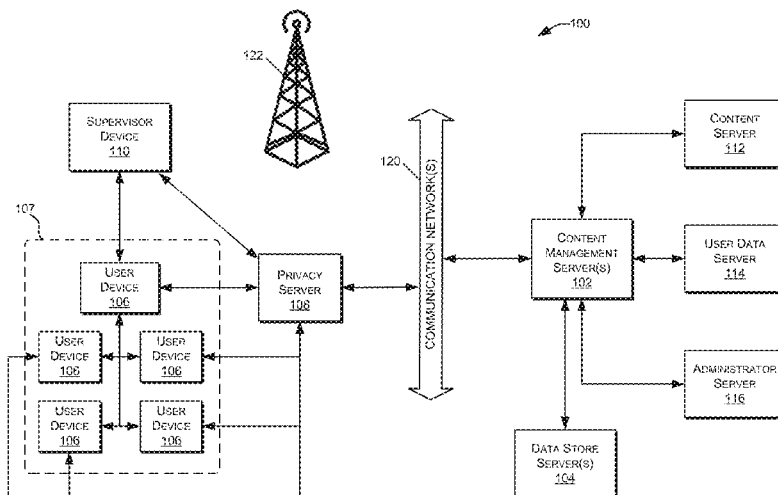 100
122
SUPERVISOR
DEVICE
110
CONTENT
SERVER
112
120
107
COMMUNICATION NETWORK(S)
CONTENT
MANAGEMENT
SERVER(S)
102
USER DATA
SERVER
114
USER
DEVICE
106
PRIVACY
SERVER
108
USER
DEVICE
106
USER
DEVICE
106
ADMINISTRATOR
SERVER
116
USER
DEVICE
106
USER
DEVICE
106
DATA STORE
SERVER(S)
104